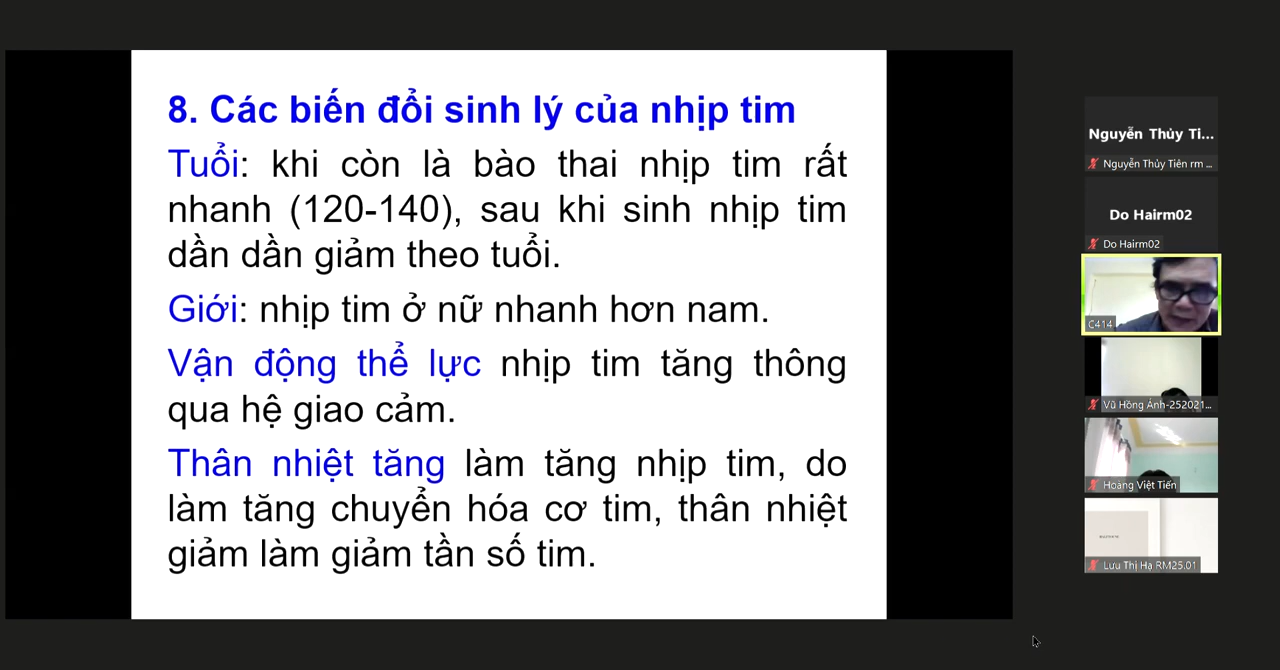 8. Các biến đổi sinh lý của nhịp tim
Tuổi: khi còn là bào thai nhịp tim rất
nhanh (120-140), sau khi sinh nhịp tim
dần dần giảm theo tuổi.
Giới: nhịp tim ở nữ nhanh hơn nam.
Vận động thể lực nhịp tim tăng thông
qua hệ giao cảm.
Thân nhiệt tăng làm tăng nhịp tim, do
làm tăng chuyển hóa cơ tim, thân nhiệt
giảm làm giảm tần số tim.
Nguyễn Thủy Ti...
Nguyễn Thủy Tiên rm ...
Do Hairm02
Do Hairm02
C414
Vũ Hồng Ánh-252021...
Hoàng Việt Tiến
Lưu Thị Hạ RM25.01